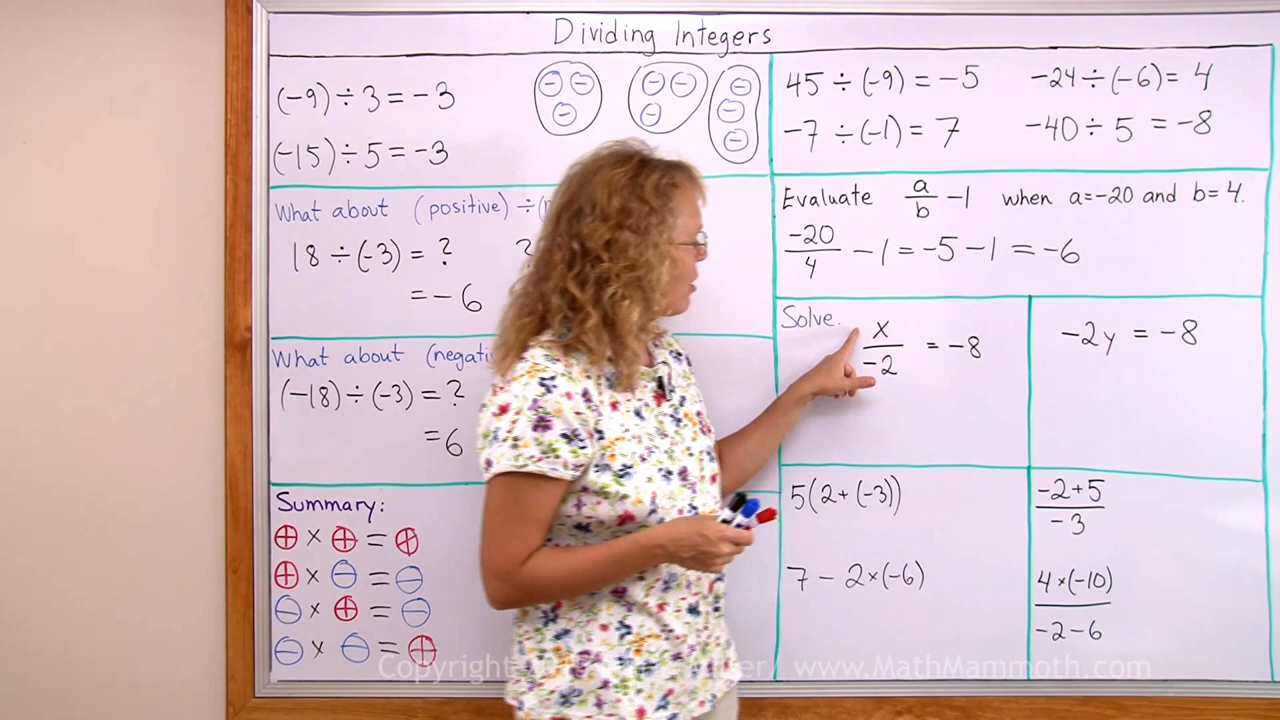 Dividing Integers
(-9) ÷ 3 = -3
(-15) ÷ 5 = -3
What about (positive) ÷
18 ÷ (-3) = ? ?
= -6
What about
(-18) ÷ (-3) = ?
= 6
Summary:
+ × + = +
+ × - = -
- × + = -
- × - = +
45 ÷ (-9) = -5 -24 ÷ (-6) = 4
-7 ÷ (-1) = 7 -40 ÷ 5 = -8
Evaluate a/b - 1 when a=-20 and b=4.
-20/4 - 1 = -5 - 1 = -6
Solve.
x/-2 = -8
-2y = -8
5(2+(-3))
-2+5/-3
7 - 2×(-6)
4×(-10)/-2-6
Copyright www.MathMammoth.com